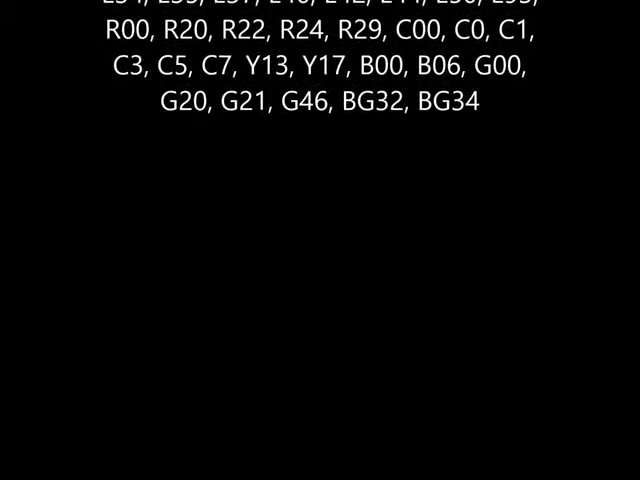 R00, R20, R22, R24, R29, C00, C0, C1,
C3, C5, C7, Y13, Y17, B00, B06, G00,
G20, G21, G46, BG32, BG34